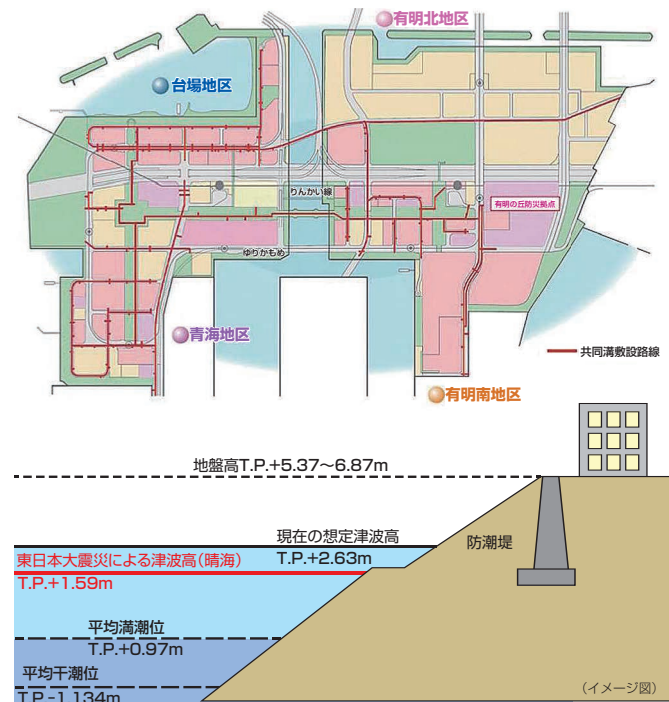 有明北地区
台場地区
りんかい線
有明の丘防災拠点
ゆりかもめ
青海地区
共同溝敷設路線
有明南地区
地盤高T.P.+5.37〜6.87m
現在の想定津波高
防潮堤
東日本大震災による津波高(晴海)
T.P.+2.63m
T.P.+1.59m
平均満潮位
T.P.+0.97m
平均干潮位
T.P.-1.134m
(イメージ図)